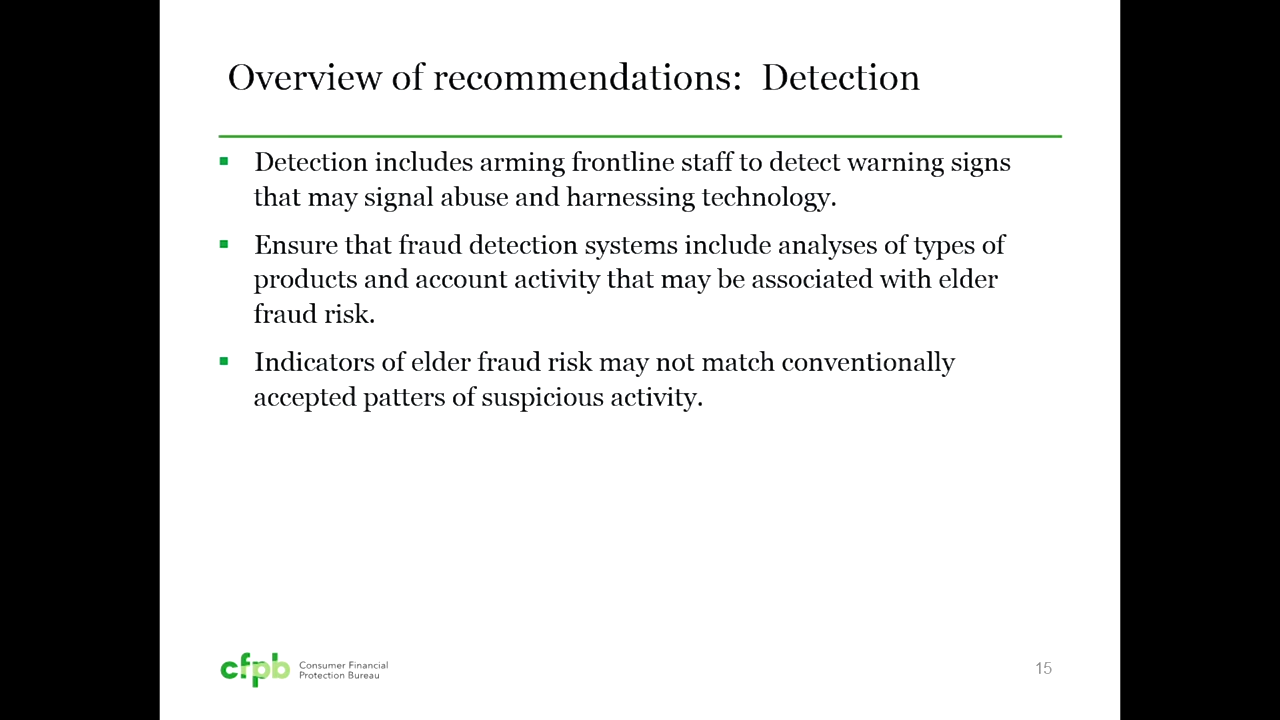 Overview of recommendations:  Detection
Detection includes arming frontline staff to detect warning signs
that may signal abuse and harnessing technology.
Ensure that fraud detection systems include analyses of types of
products and account activity that may be associated with elder
fraud risk.
Indicators of elder fraud risk may not match conventionally
accepted patters of suspicious activity.
cfpb
Consumer Financial
Protection Bureau
15